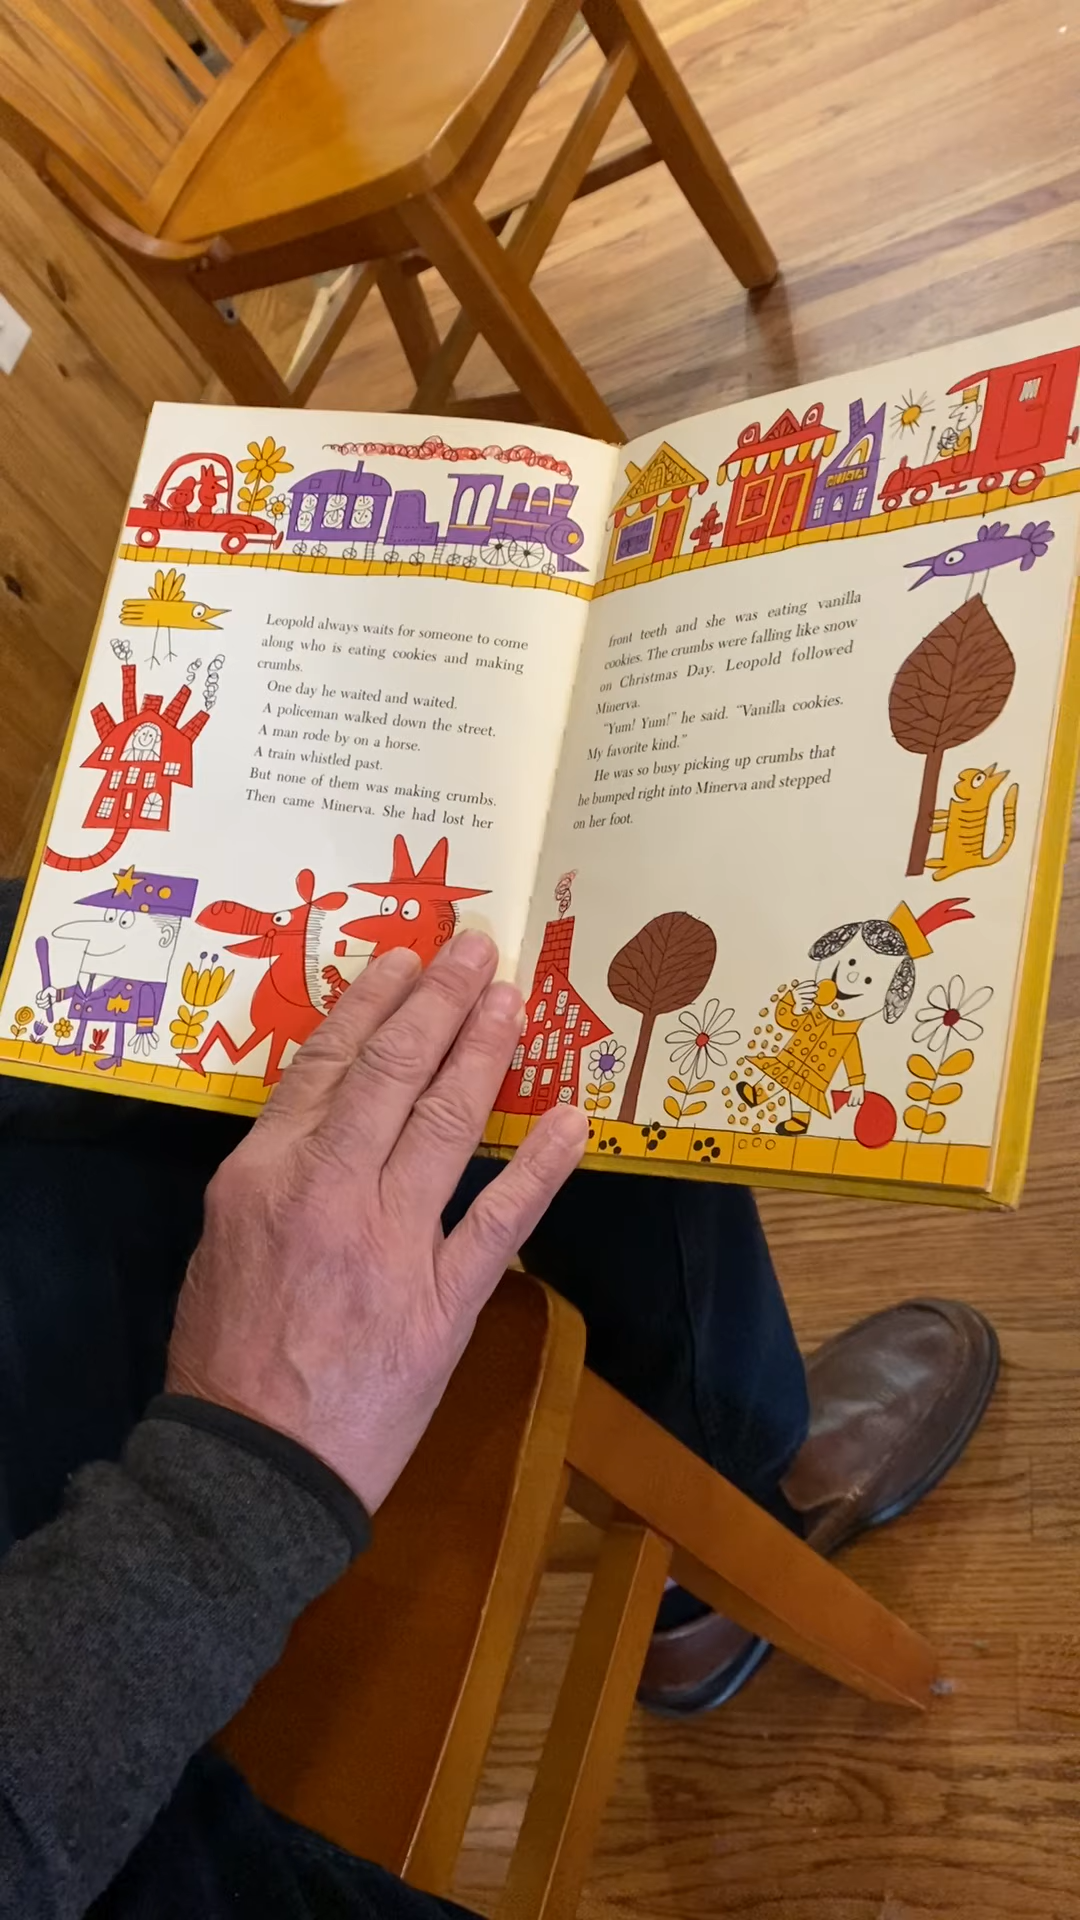 Leopold always waits for someone to come
along who is eating cookies and making
crumbs.
One day he waited and waited.
A policeman walked down the street.
A man rode by on a horse.
A train whistled past.
But none of them was making crumbs.
Then came Minerva. She had lost her
front teeth and she was eating vanilla
cookies. The crumbs were falling like snow
on Christmas Day. Leopold followed
Minerva.
"Yum! Yum!" he said. "Vanilla cookies.
My favorite kind."
He was so busy picking up crumbs that
he bumped right into Minerva and stepped
on her foot.